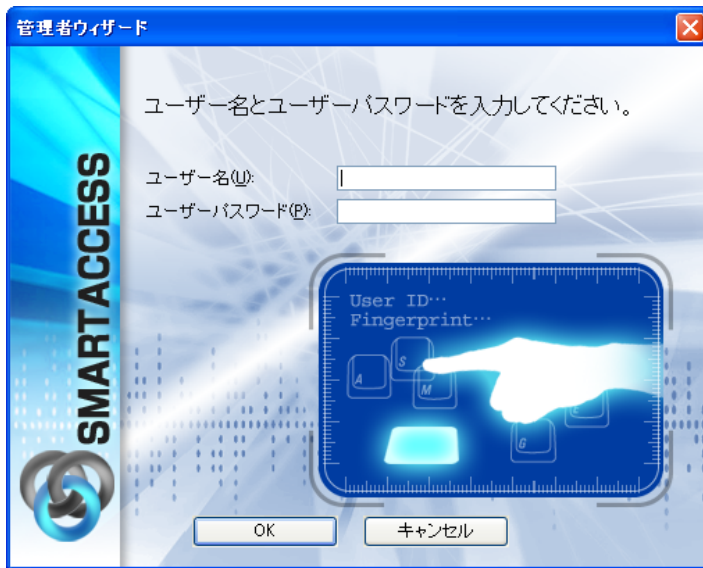 管理者ウィザード
ユーザー名とユーザーパスワードを入力してください。
ユーザー名(U):
ユーザーパスワード(P):
SMARTACCESS
User ID…
Fingerprint…
S
A
M
E
G
OK
キャンセル